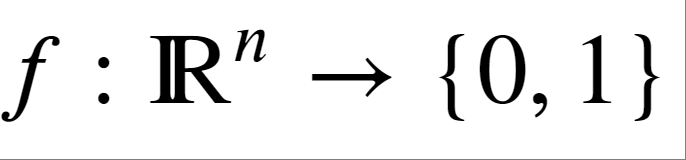 f : ℝⁿ → {0, 1}